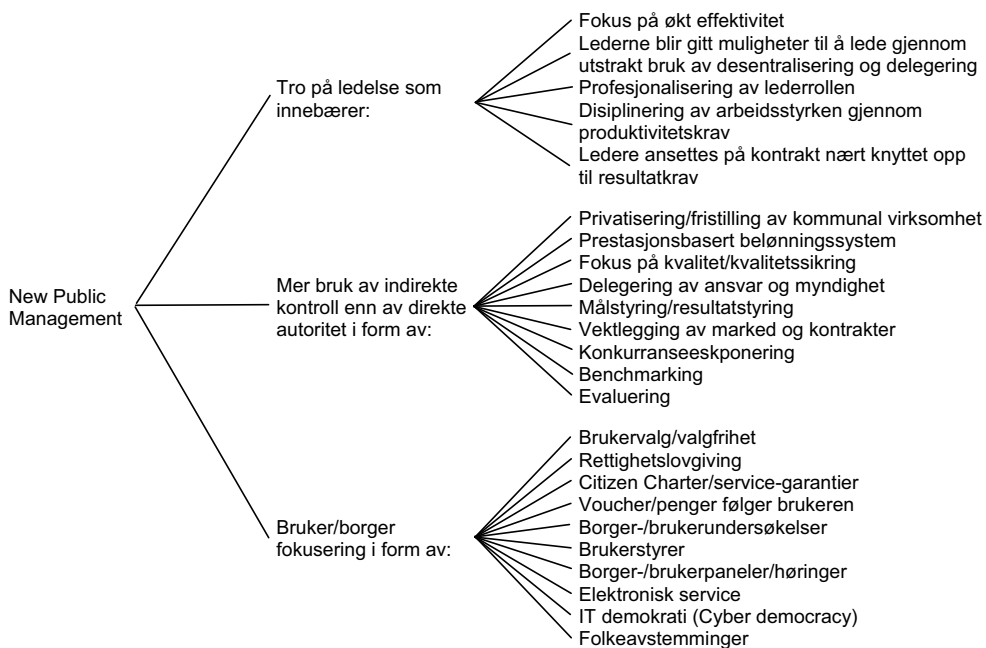 New Public
Management
Tro på ledelse som
innebærer:
Fokus på økt effektivitet
Lederne blir gitt muligheter til å lede gjennom
utstrakt bruk av desentralisering og delegering
Profesjonalisering av lederrollen
Disiplinering av arbeidsstyrken gjennom
produktivitetskrav
Ledere ansettes på kontrakt nært knyttet opp
til resultatkrav
Mer bruk av indirekte
kontroll enn av direkte
autoritet i form av:
Privatisering/fristilling av kommunal virksomhet
Prestasjonsbasert belønningssystem
Fokus på kvalitet/kvalitetssikring
Delegering av ansvar og myndighet
Målstyring/resultatstyring
Vektlegging av marked og kontrakter
Konkurranseeskponering
Benchmarking
Evaluering
Bruker/borger
fokusering i form av:
Brukervalg/valgfrihet
Rettighetslovgiving
Citizen Charter/service-garantier
Voucher/penger følger brukeren
Borger-/brukerundersøkelser
Brukerstyrer
Borger-/brukerpaneler/høringer
Elektronisk service
IT demokrati (Cyber democracy)
Folkeavstemminger